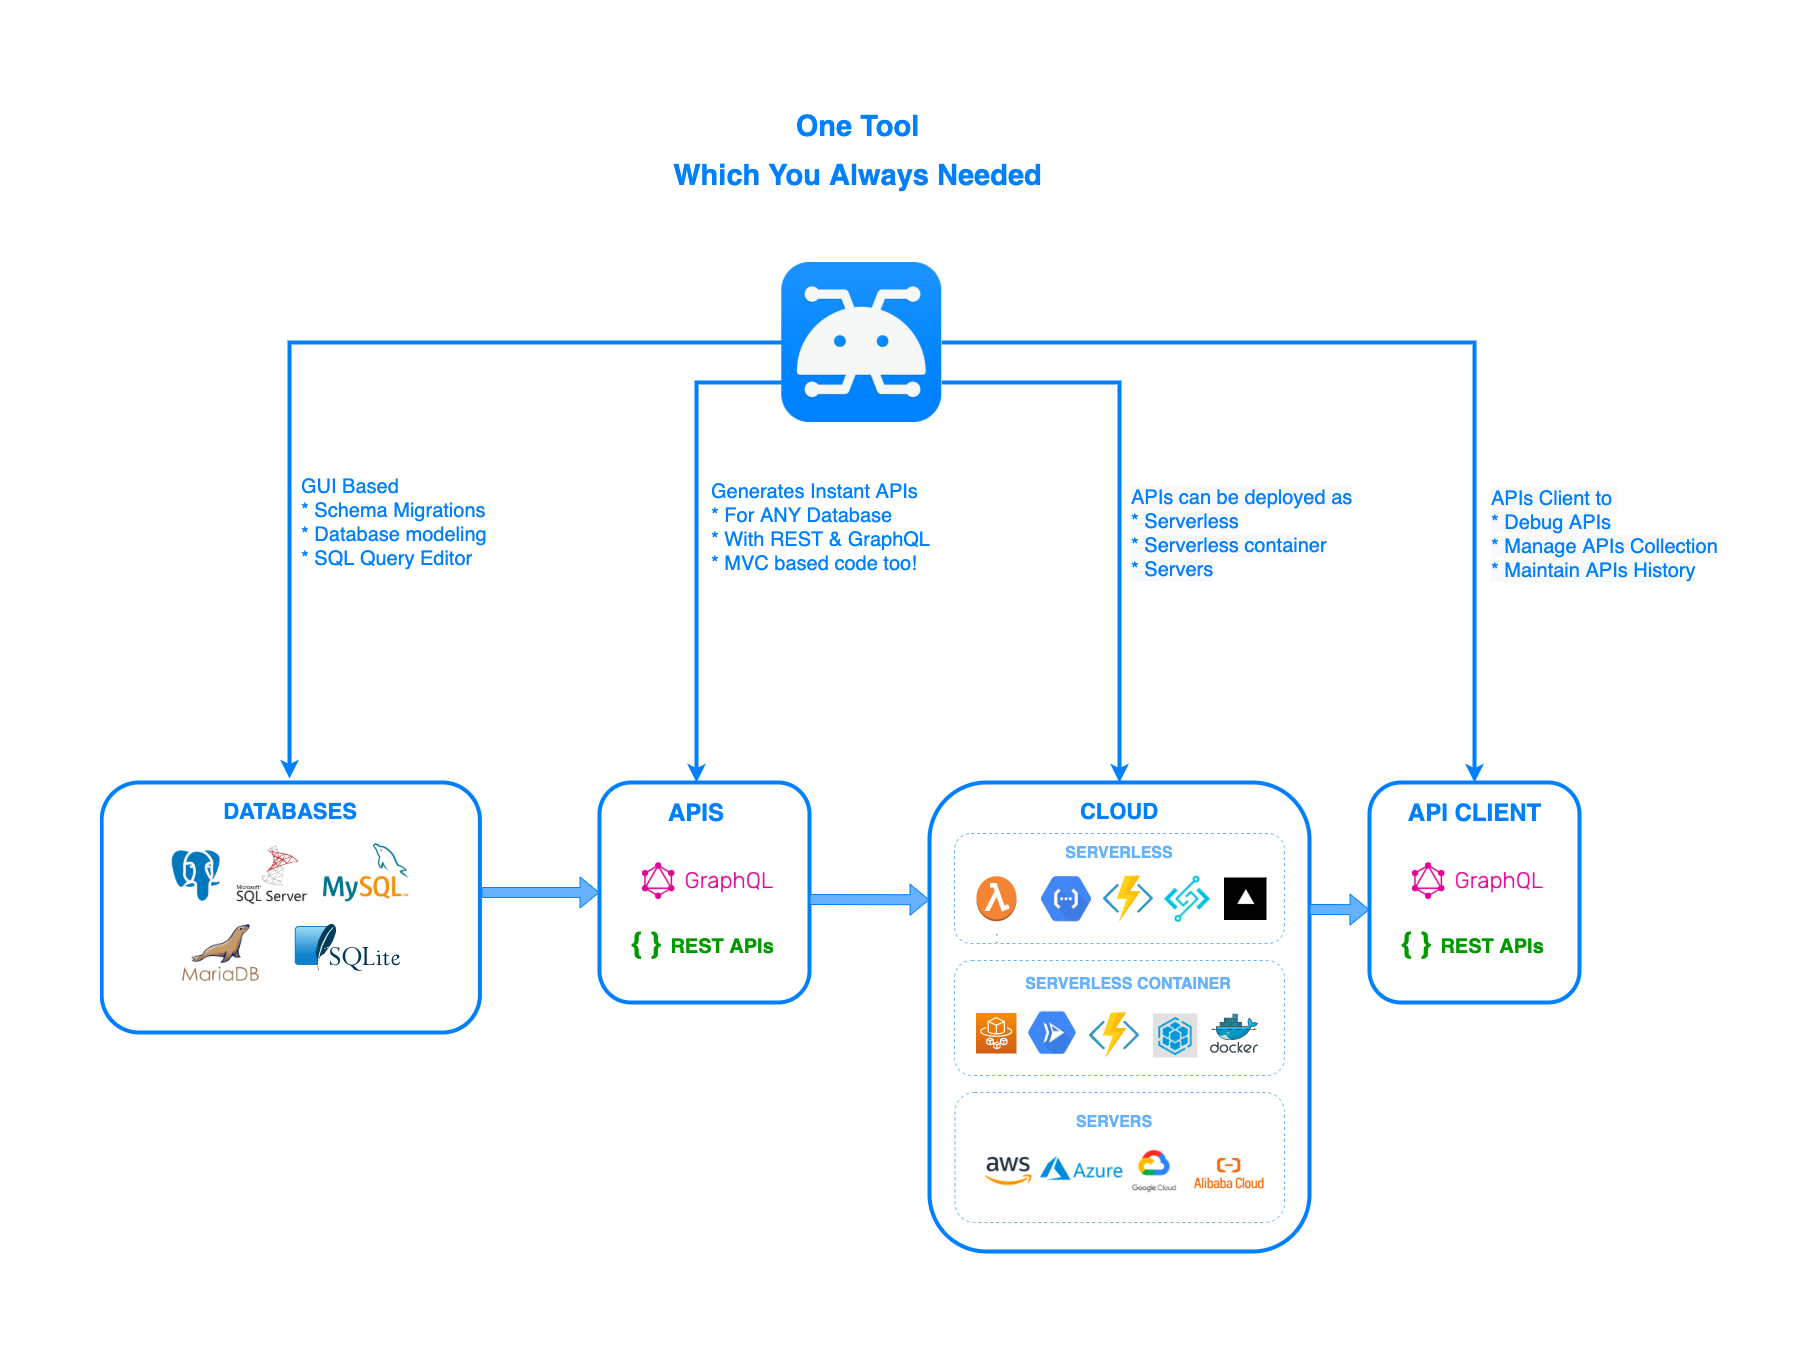 One Tool
Which You Always Needed
GUI Based
* Schema Migrations
* Database modeling
* SQL Query Editor
Generates Instant APIs
* For ANY Database
* With REST & GraphQL
* MVC based code too!
APIs can be deployed as
* Serverless
* Serverless container
* Servers
APIs Client to
* Debug APIs
* Manage APIs Collection
* Maintain APIs History
DATABASES
Microsoft®
SQL Server
MySQL™
MariaDB
SQLite
APIS
GraphQL
{ } REST APIs
CLOUD
SERVERLESS
SERVERLESS CONTAINER
docker
SERVERS
aws
Azure
Google Cloud
Alibaba Cloud
API CLIENT
GraphQL
{ } REST APIs